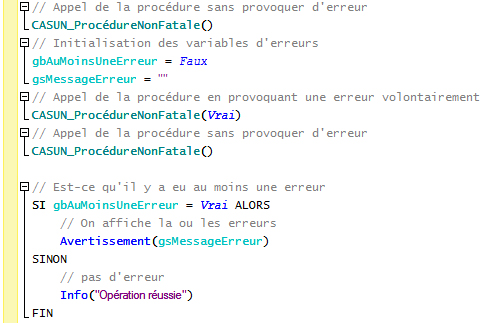 // Appel de la procédure sans provoquer d'erreur
CASUN_ProcédureNonFatale()
// Initialisation des variables d'erreurs
gbAuMoinsUneErreur = Faux
gsMessageErreur = ""
// Appel de la procédure en provoquant une erreur volontairement
CASUN_ProcédureNonFatale(Vrai)
// Appel de la procédure sans provoquer d'erreur
CASUN_ProcédureNonFatale()
// Est-ce qu'il y a eu au moins une erreur
SI gbAuMoinsUneErreur = Vrai ALORS
// On affiche la ou les erreurs
Avertissement(gsMessageErreur)
SINON
// pas d'erreur
Info("Opération réussie")
FIN